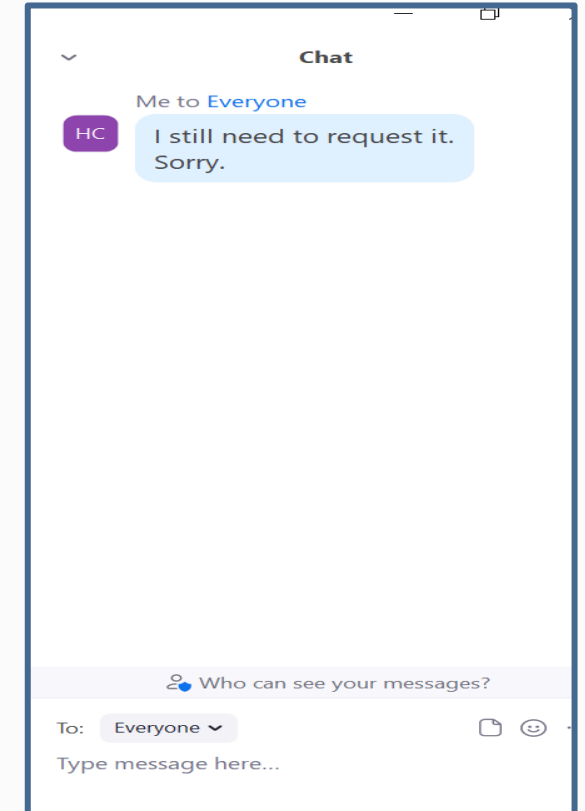 Chat
Me to Everyone
HC
I still need to request it.
Sorry.
Who can see your messages?
To: Everyone
Type message here...